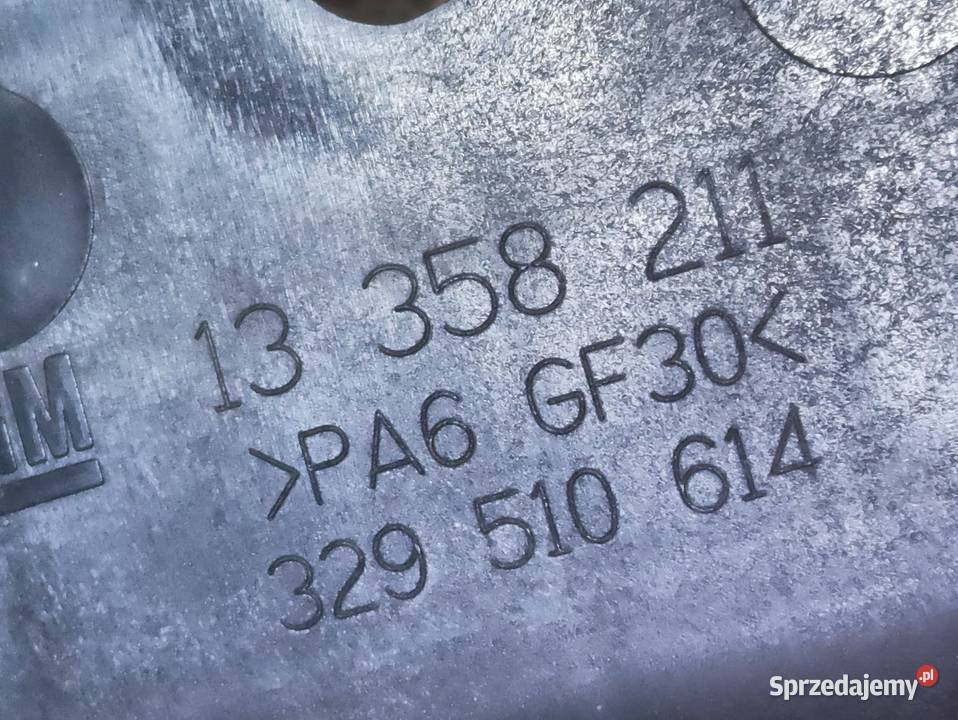 13 358 211
>PA6 GF30<
329 510 614
GM
Sprzedajemy.pl